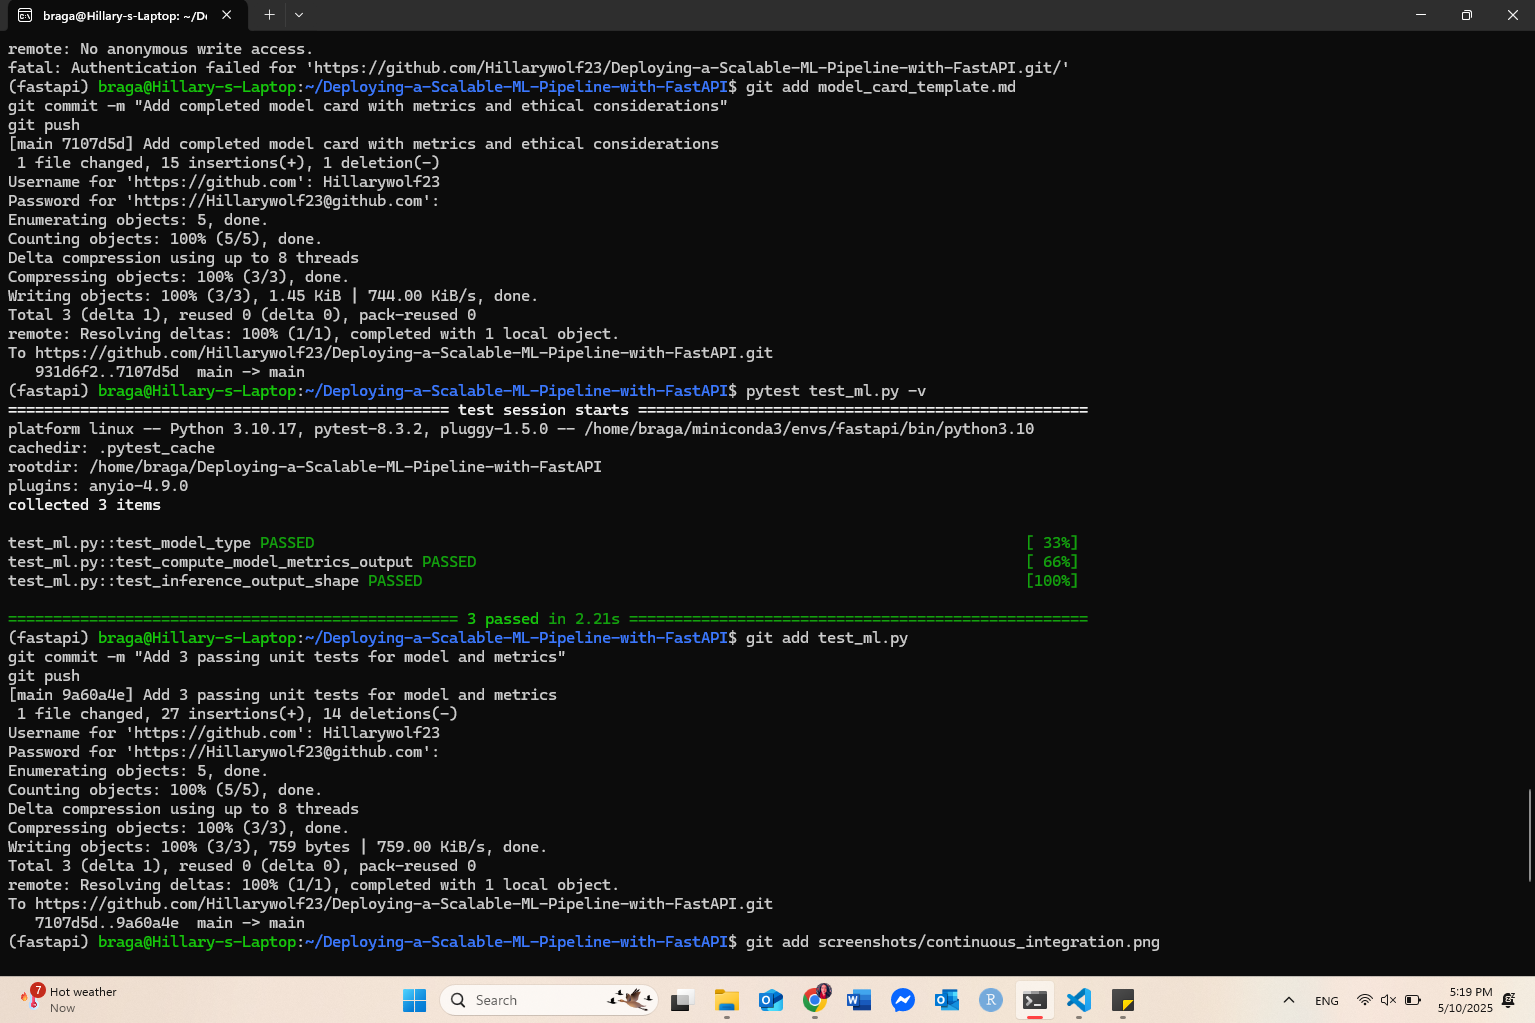 braga@Hillary-s-Laptop: ~/De
remote: No anonymous write access.
fatal: Authentication failed for 'https://github.com/Hillarywolf23/Deploying-a-Scalable-ML-Pipeline-with-FastAPI.git/'
(fastapi) braga@Hillary-s-Laptop:~/Deploying-a-Scalable-ML-Pipeline-with-FastAPI$ git add model_card_template.md
git commit -m "Add completed model card with metrics and ethical considerations"
git push
[main 7107d5d] Add completed model card with metrics and ethical considerations
 1 file changed, 15 insertions(+), 1 deletion(-)
Username for 'https://github.com': Hillarywolf23
Password for 'https://Hillarywolf23@github.com':
Enumerating objects: 5, done.
Counting objects: 100% (5/5), done.
Delta compression using up to 8 threads
Compressing objects: 100% (3/3), done.
Writing objects: 100% (3/3), 1.45 KiB | 744.00 KiB/s, done.
Total 3 (delta 1), reused 0 (delta 0), pack-reused 0
remote: Resolving deltas: 100% (1/1), completed with 1 local object.
To https://github.com/Hillarywolf23/Deploying-a-Scalable-ML-Pipeline-with-FastAPI.git
   931d6f2..7107d5d  main -> main
(fastapi) braga@Hillary-s-Laptop:~/Deploying-a-Scalable-ML-Pipeline-with-FastAPI$ pytest test_ml.py -v
================================================= test session starts ==================================================
platform linux -- Python 3.10.17, pytest-8.3.2, pluggy-1.5.0 -- /home/braga/miniconda3/envs/fastapi/bin/python3.10
cachedir: .pytest_cache
rootdir: /home/braga/Deploying-a-Scalable-ML-Pipeline-with-FastAPI
plugins: anyio-4.9.0
collected 3 items
test_ml.py::test_model_type PASSED [ 33%]
test_ml.py::test_compute_model_metrics_output PASSED [ 66%]
test_ml.py::test_inference_output_shape PASSED [100%]
================================================== 3 passed in 2.21s ===================================================
(fastapi) braga@Hillary-s-Laptop:~/Deploying-a-Scalable-ML-Pipeline-with-FastAPI$ git add test_ml.py
git commit -m "Add 3 passing unit tests for model and metrics"
git push
[main 9a60a4e] Add 3 passing unit tests for model and metrics
 1 file changed, 27 insertions(+), 14 deletions(-)
Username for 'https://github.com': Hillarywolf23
Password for 'https://Hillarywolf23@github.com':
Enumerating objects: 5, done.
Counting objects: 100% (5/5), done.
Delta compression using up to 8 threads
Compressing objects: 100% (3/3), done.
Writing objects: 100% (3/3), 759 bytes | 759.00 KiB/s, done.
Total 3 (delta 1), reused 0 (delta 0), pack-reused 0
remote: Resolving deltas: 100% (1/1), completed with 1 local object.
To https://github.com/Hillarywolf23/Deploying-a-Scalable-ML-Pipeline-with-FastAPI.git
   7107d5d..9a60a4e  main -> main
(fastapi) braga@Hillary-s-Laptop:~/Deploying-a-Scalable-ML-Pipeline-with-FastAPI$ git add screenshots/continuous_integration.png
7
Hot weather
Now
Search
R
ENG
5:19 PM
5/10/2025